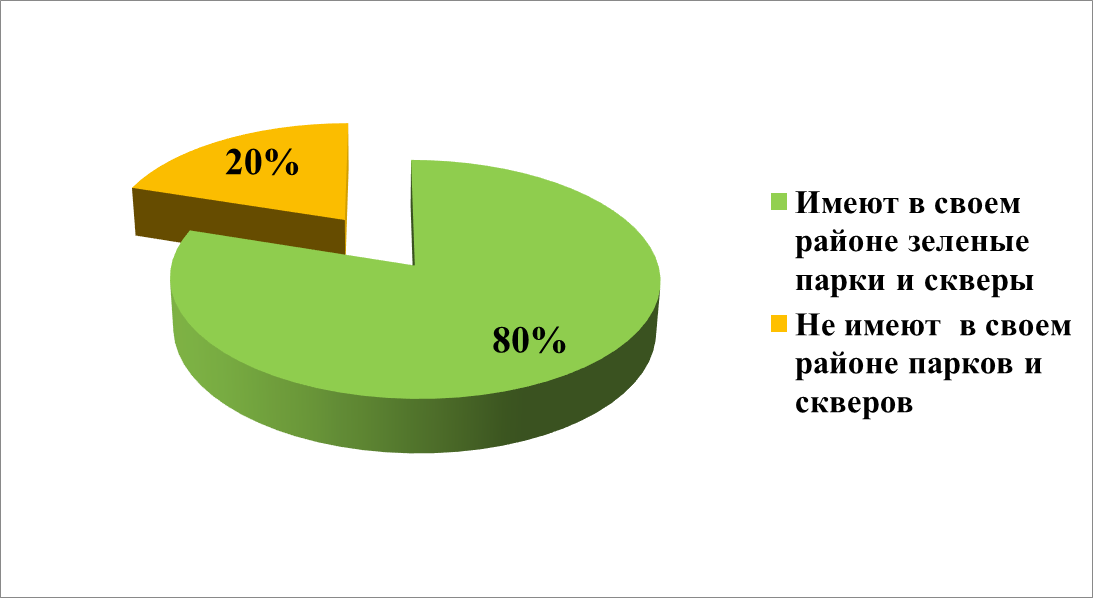 20%
80%
Имеют в своем
районе зеленые
парки и скверы
Не имеют  в своем
районе парков и
скверов